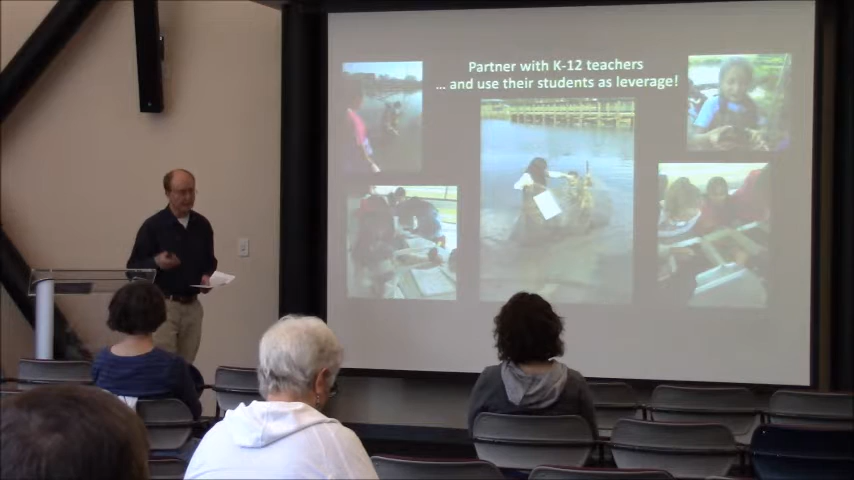 Partner with K-12 teachers
... and use their students as leverage!